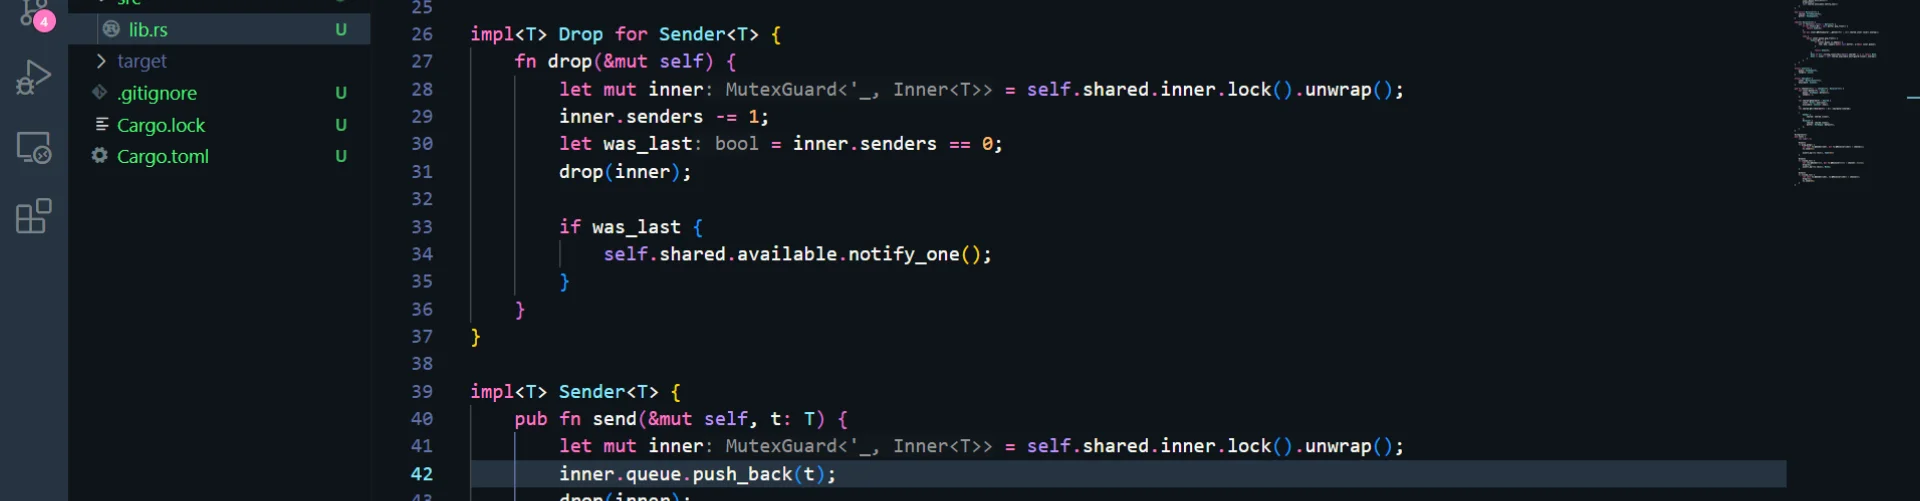 4
src
lib.rs U
target
.gitignore U
Cargo.lock U
Cargo.toml U
25
26 impl<T> Drop for Sender<T> {
27 fn drop(&mut self) {
28 let mut inner: MutexGuard<'_, Inner<T>> = self.shared.inner.lock().unwrap();
29 inner.senders -= 1;
30 let was_last: bool = inner.senders == 0;
31 drop(inner);
32
33 if was_last {
34 self.shared.available.notify_one();
35 }
36 }
37 }
38
39 impl<T> Sender<T> {
40 pub fn send(&mut self, t: T) {
41 let mut inner: MutexGuard<'_, Inner<T>> = self.shared.inner.lock().unwrap();
42 inner.queue.push_back(t);
43 drop(inner);